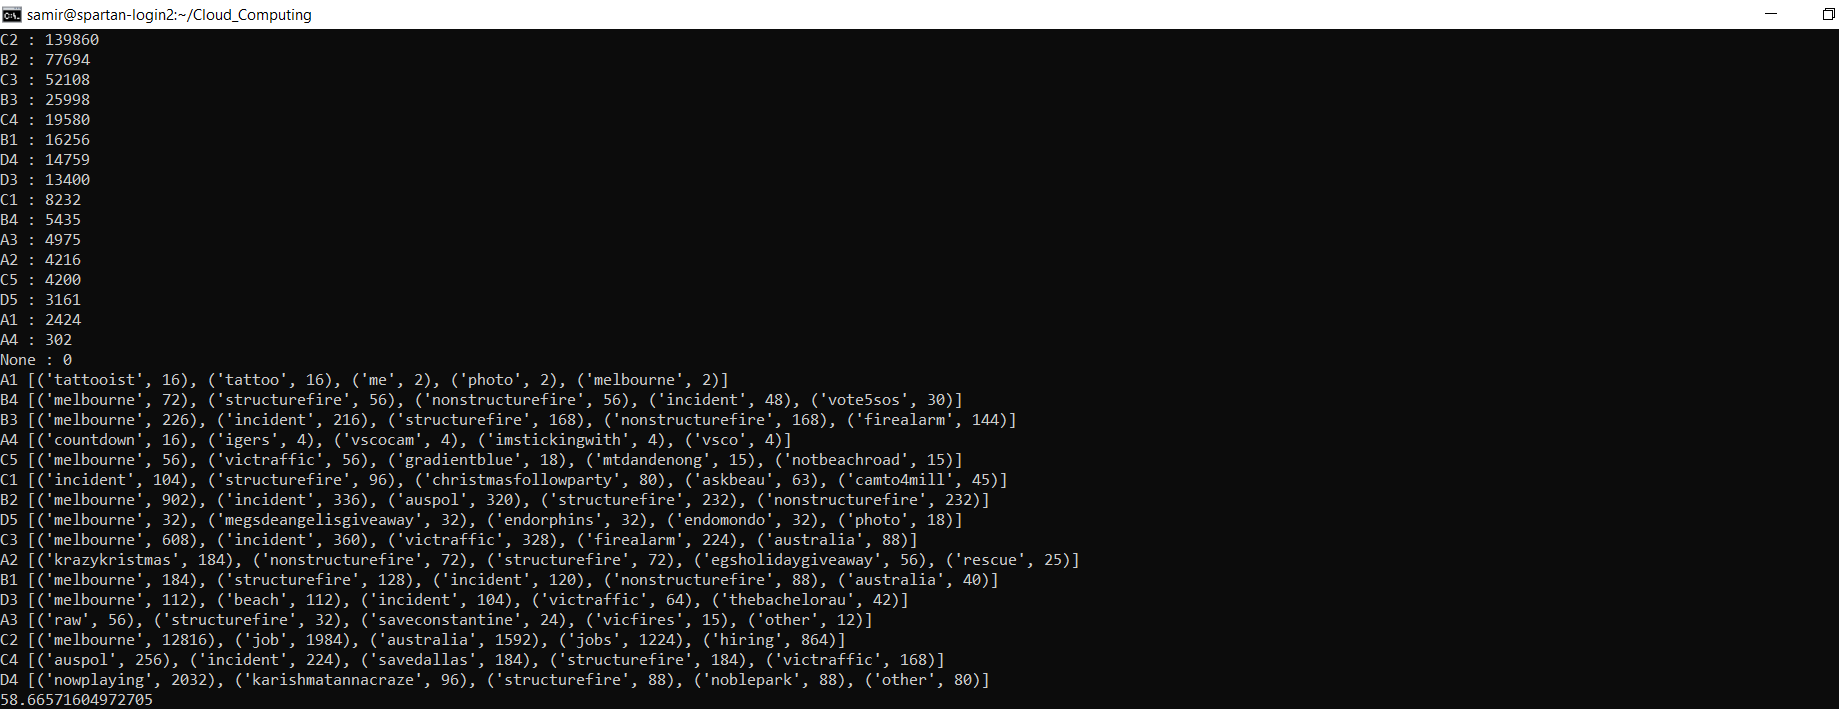 samir@spartan-login2:~/Cloud_Computing
C2 : 139860
B2 : 77694
C3 : 52108
B3 : 25998
C4 : 19580
B1 : 16256
D4 : 14759
D3 : 13400
C1 : 8232
B4 : 5435
A3 : 4975
A2 : 4216
C5 : 4200
D5 : 3161
A1 : 2424
A4 : 302
None : 0
A1 [('tattooist', 16), ('tattoo', 16), ('me', 2), ('photo', 2), ('melbourne', 2)]
B4 [('melbourne', 72), ('structurefire', 56), ('nonstructurefire', 56), ('incident', 48), ('vote5sos', 30)]
B3 [('melbourne', 226), ('incident', 216), ('structurefire', 168), ('nonstructurefire', 168), ('firealarm', 144)]
A4 [('countdown', 16), ('igers', 4), ('vscocam', 4), ('imstickingwith', 4), ('vsco', 4)]
C5 [('melbourne', 56), ('victraffic', 56), ('gradientblue', 18), ('mtdandenong', 15), ('notbeachroad', 15)]
C1 [('incident', 104), ('structurefire', 96), ('christmasfollowparty', 80), ('askbeau', 63), ('camto4mill', 45)]
B2 [('melbourne', 902), ('incident', 336), ('auspol', 320), ('structurefire', 232), ('nonstructurefire', 232)]
D5 [('melbourne', 32), ('megsdeangelisgiveaway', 32), ('endorphins', 32), ('endomondo', 32), ('photo', 18)]
C3 [('melbourne', 608), ('incident', 360), ('victraffic', 328), ('firealarm', 224), ('australia', 88)]
A2 [('krazykristmas', 184), ('nonstructurefire', 72), ('structurefire', 72), ('egsholidaygiveaway', 56), ('rescue', 25)]
B1 [('melbourne', 184), ('structurefire', 128), ('incident', 120), ('nonstructurefire', 88), ('australia', 40)]
D3 [('melbourne', 112), ('beach', 112), ('incident', 104), ('victraffic', 64), ('thebachelorau', 42)]
A3 [('raw', 56), ('structurefire', 32), ('saveconstantine', 24), ('vicfires', 15), ('other', 12)]
C2 [('melbourne', 12816), ('job', 1984), ('australia', 1592), ('jobs', 1224), ('hiring', 864)]
C4 [('auspol', 256), ('incident', 224), ('savedallas', 184), ('structurefire', 184), ('victraffic', 168)]
D4 [('nowplaying', 2032), ('karishmatannacraze', 96), ('structurefire', 88), ('noblepark', 88), ('other', 80)]
58.66571604972705